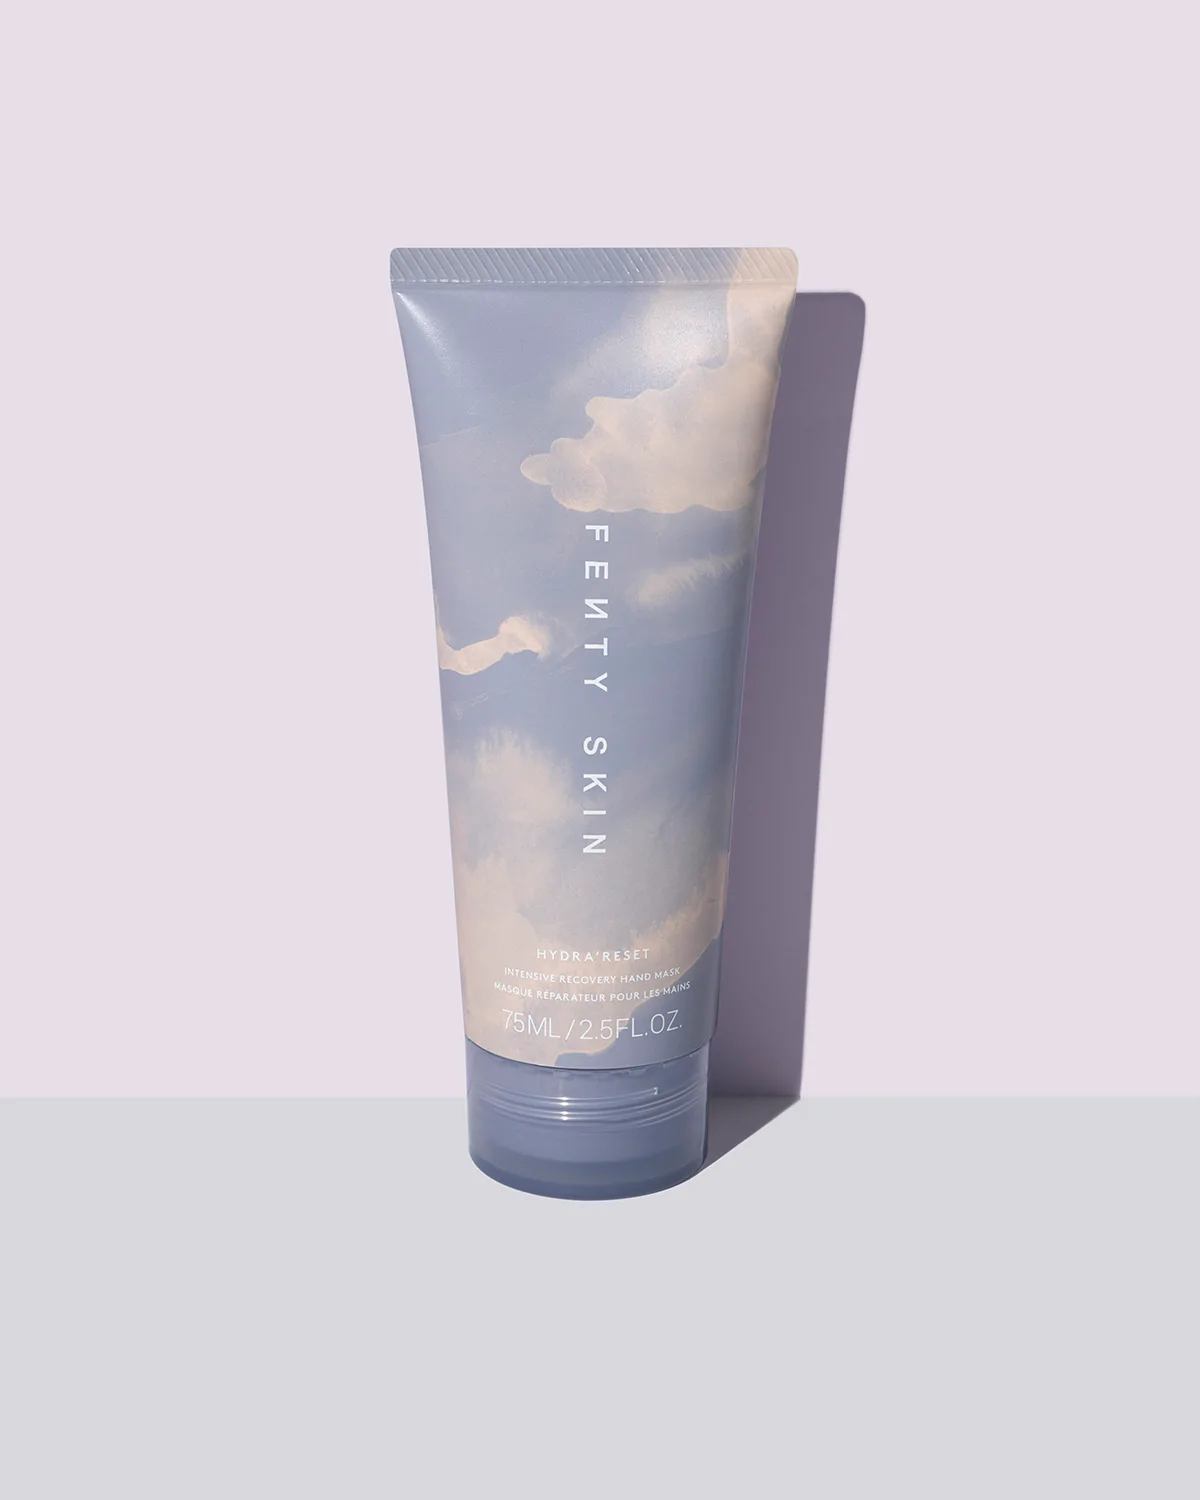 FENTY SKIN
HYDRA'RESET
INTENSIVE RECOVERY HAND MASK
MASQUE RÉPARATEUR POUR LES MAINS
75ML/2.5FL.OZ.